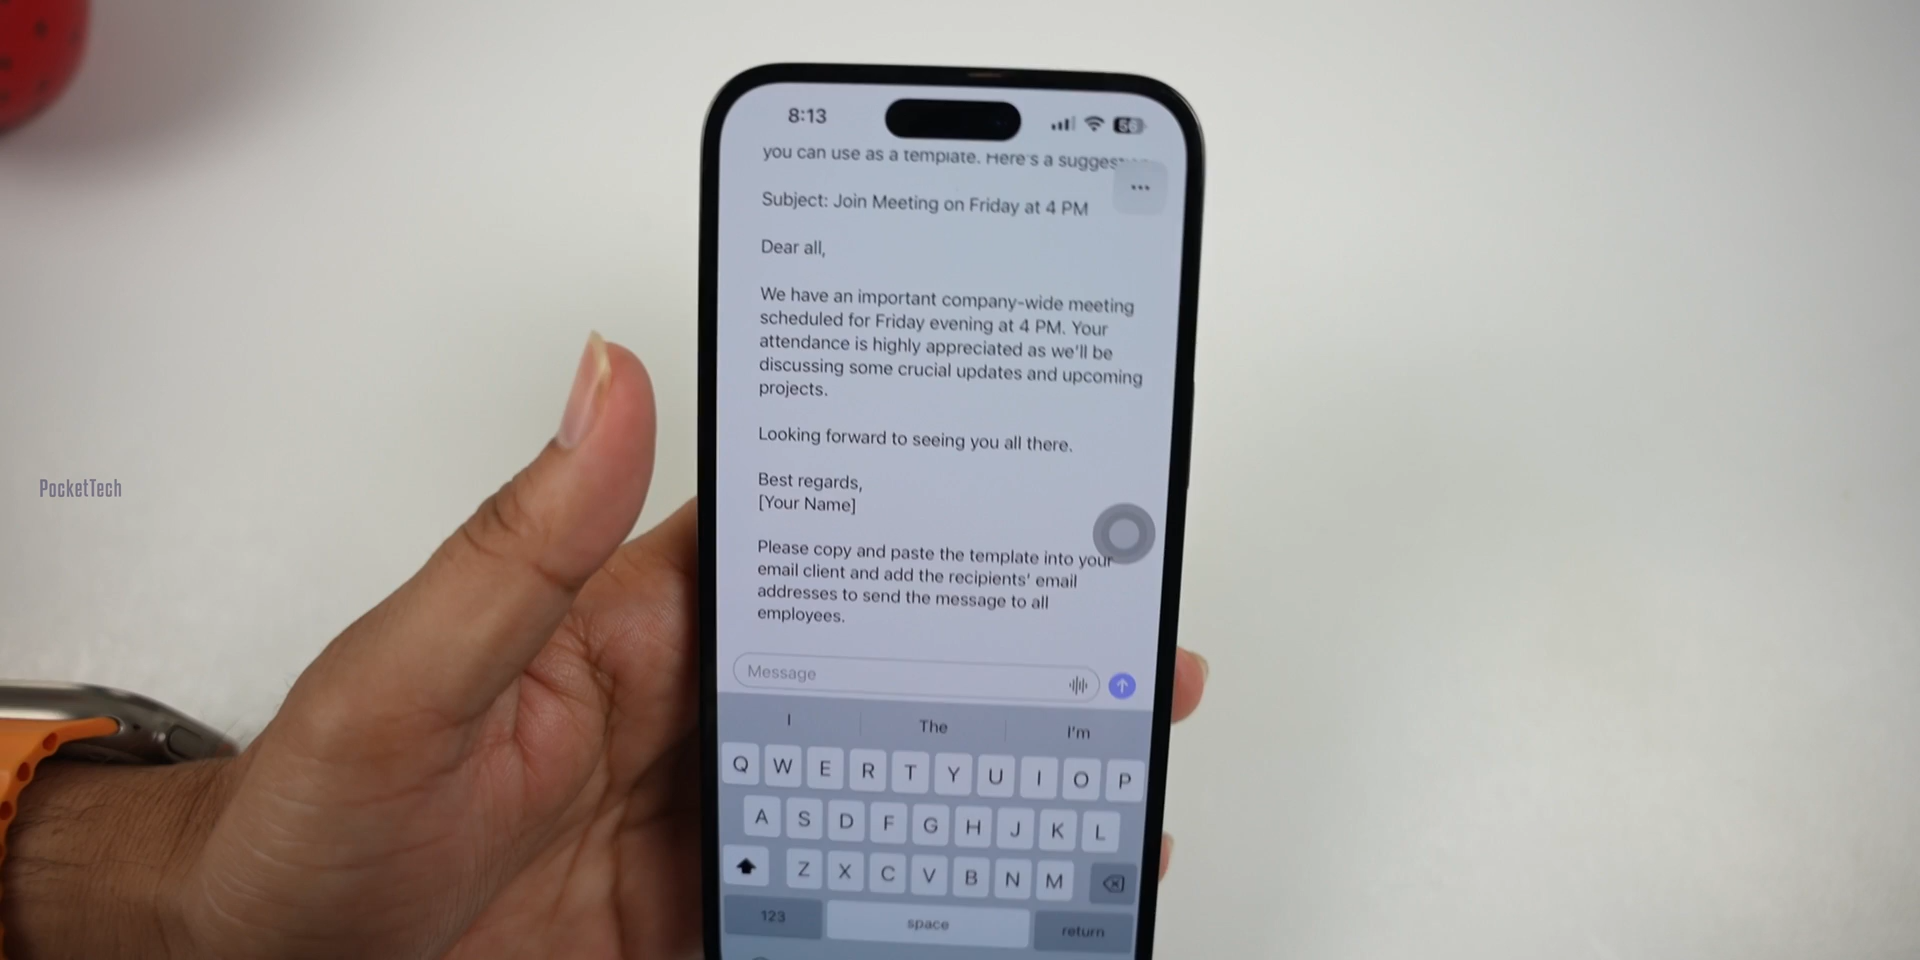 8:13
56
you can use as a template. Here's a
Subject: Join Meeting on Friday at 4 PM
Dear all,
We have an important company-wide meeting
scheduled for Friday evening at 4 PM. Your
attendance is highly appreciated as we'll be
discussing some crucial updates and upcoming
projects.
Looking forward to seeing you all there.
Best regards,
[Your Name]
Please copy and paste the template into your
email client and add the recipients' email
addresses to send the message to all
employees.
Message
I The I'm
Q W E R T Y U I O P
A S D F G H J K L
Z X C V B N M
123 space return
PocketTech